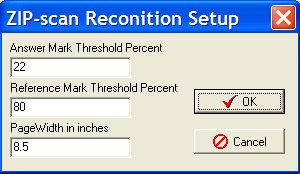 ZIP-scan Reconition Setup
Answer Mark Threshold Percent
22
Reference Mark Threshold Percent
80
OK
PageWidth in inches
8.5
Cancel